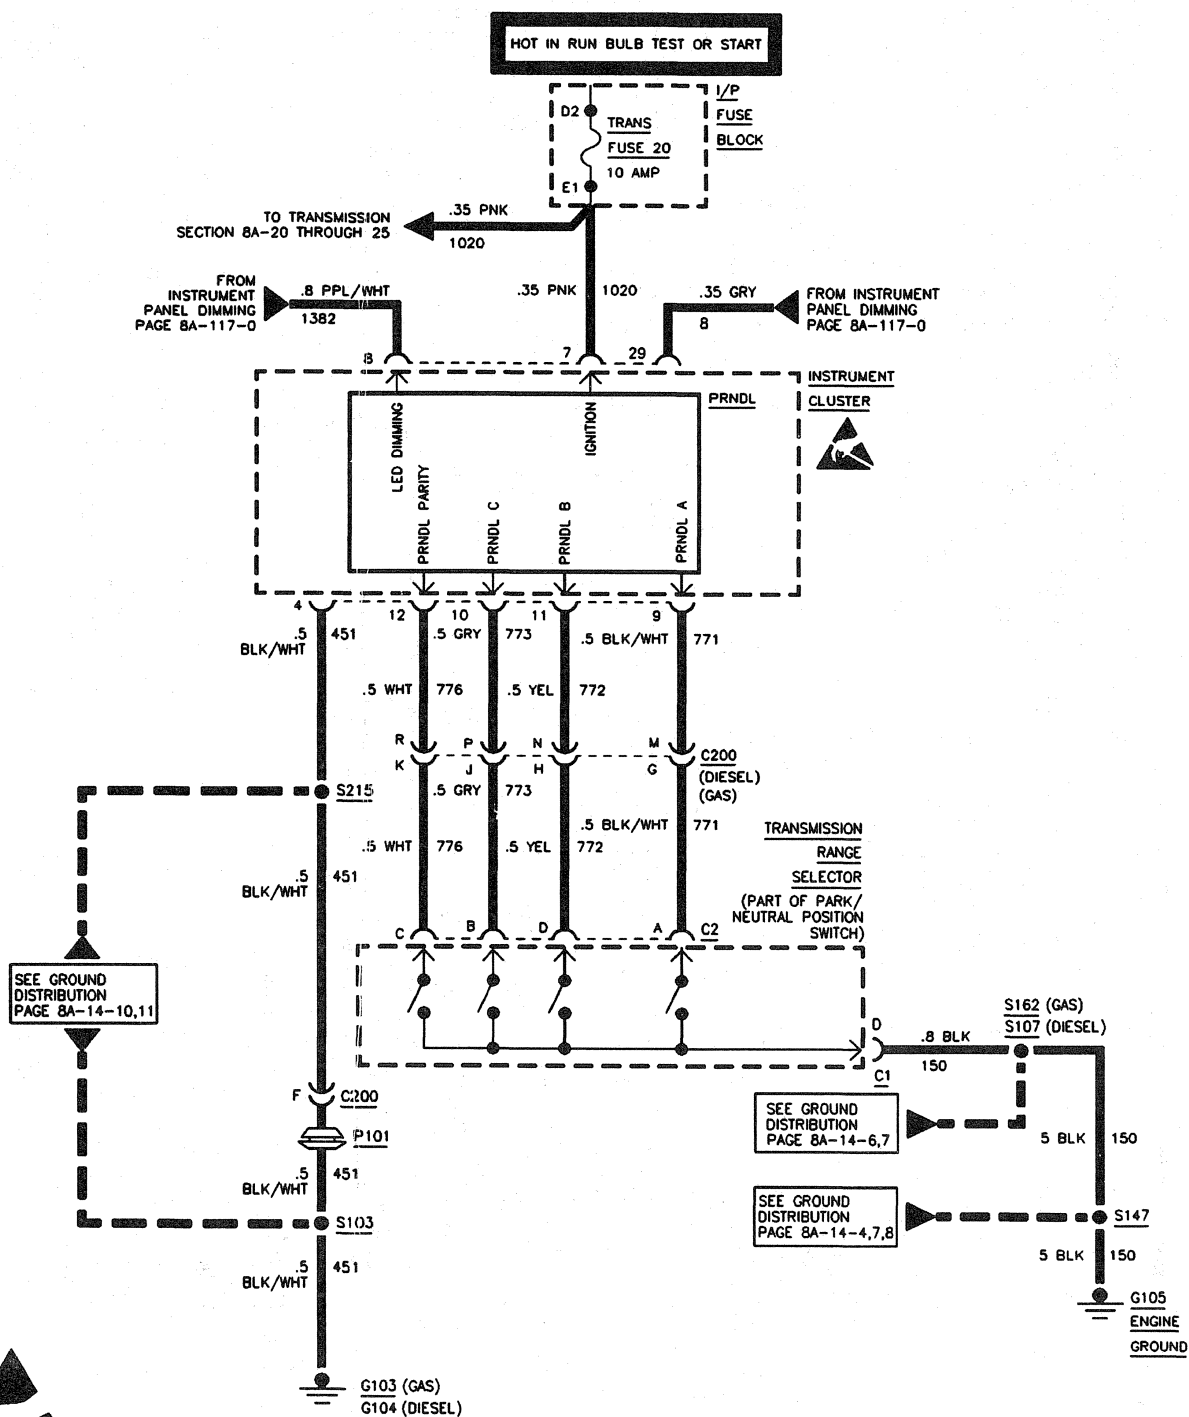 HOT IN RUN BULB TEST OR START
I/P
FUSE
BLOCK
D2
TRANS
FUSE 20
10 AMP
E1
TO TRANSMISSION
SECTION 8A-20 THROUGH 25
.35 PNK
1020
FROM
INSTRUMENT
PANEL DIMMING
PAGE 8A-117-0
.8 PPL/WHT
1382
.35 PNK
1020
.35 GRY
8
FROM INSTRUMENT
PANEL DIMMING
PAGE 8A-117-0
7
29
INSTRUMENT
CLUSTER
PRNDL
LED DIMMING
IGNITION
PRNDL PARITY
PRNDL C
PRNDL B
PRNDL A
4
12
10
11
9
.5
BLK/WHT
451
.5 GRY
773
.5 BLK/WHT
771
.5 WHT
776
.5 YEL
772
R
P
N
M
K
J
H
G
C200
(DIESEL)
(GAS)
S215
.5 GRY
773
.5 BLK/WHT
771
.5 WHT
776
.5 YEL
772
TRANSMISSION
RANGE
SELECTOR
(PART OF PARK/
NEUTRAL POSITION
SWITCH)
.5
BLK/WHT
451
C
B
D
A
C2
SEE GROUND
DISTRIBUTION
PAGE 8A-14-10,11
D
C1
.8 BLK
150
S162 (GAS)
S107 (DIESEL)
F
C200
P101
SEE GROUND
DISTRIBUTION
PAGE 8A-14-6,7
5 BLK
150
.5
BLK/WHT
451
S103
SEE GROUND
DISTRIBUTION
PAGE 8A-14-4,7,8
S147
5 BLK
150
.5
BLK/WHT
451
G105
ENGINE
GROUND
G103 (GAS)
G104 (DIESEL)